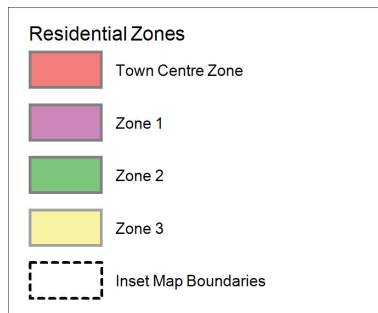 Residential Zones
Town Centre Zone
Zone 1
Zone 2
Zone 3
Inset Map Boundaries